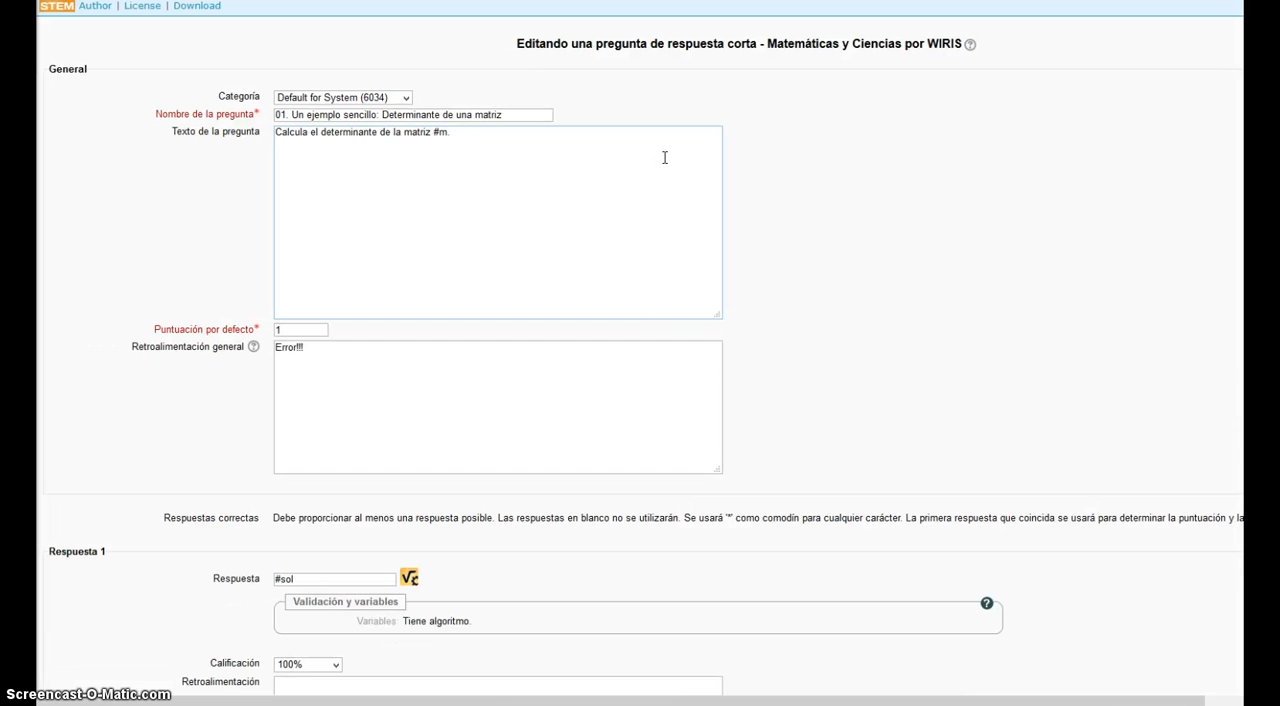 STEM Author | License | Download
Editando una pregunta de respuesta corta - Matemáticas y Ciencias por WIRIS ?
General
Categoría Default for System (6034)
Nombre de la pregunta* 01. Un ejemplo sencillo: Determinante de una matriz
Texto de la pregunta Calcula el determinante de la matriz #m.
Puntuación por defecto* 1
Retroalimentación general ? Error!!!
Respuestas correctas Debe proporcionar al menos una respuesta posible. Las respuestas en blanco no se utilizarán. Se usará '*' como comodín para cualquier carácter. La primera respuesta que coincida se usará para determinar la puntuación y la
Respuesta 1
Respuesta #sol
Validación y variables ?
Variables Tiene algoritmo.
Calificación 100%
Retroalimentación
Screencast-O-Matic.com